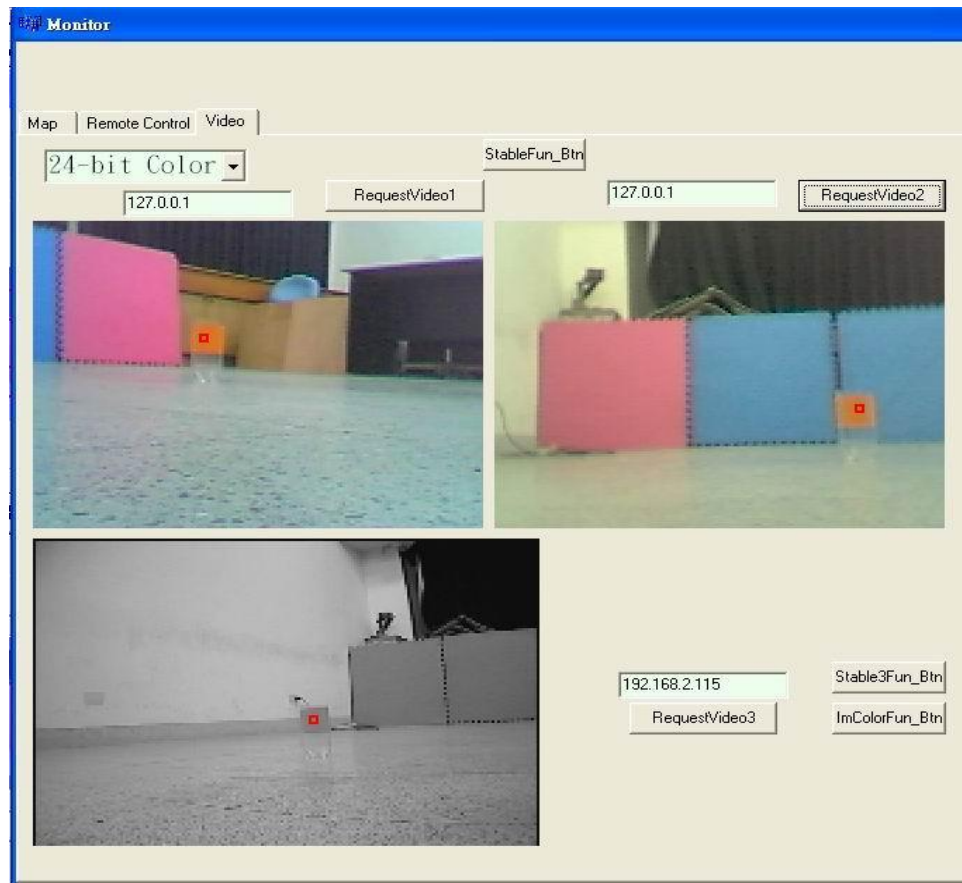 Monitor
Map
Remote Control
Video
24-bit Color
StableFun_Btn
127.0.0.1
RequestVideo1
127.0.0.1
RequestVideo2
192.168.2.115
Stable3Fun_Btn
RequestVideo3
ImColorFun_Btn